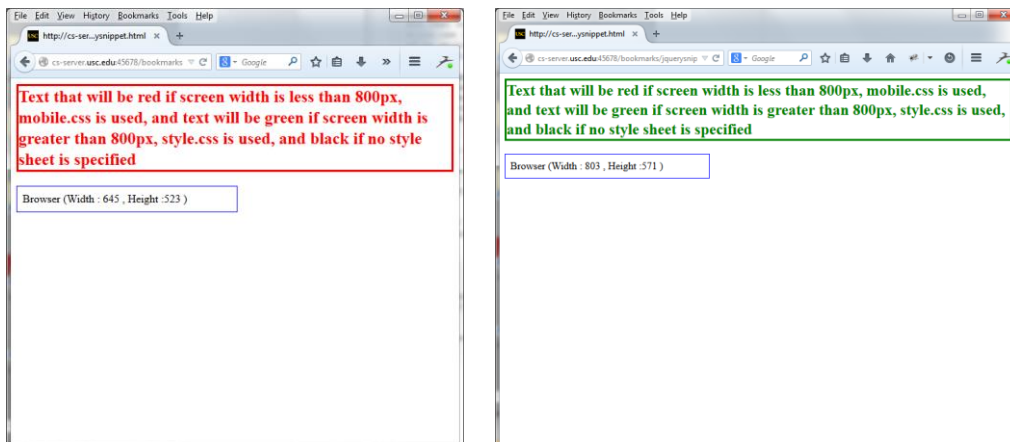 File Edit View History Bookmarks Tools Help
http://cs-ser...ysnippet.html × +
cs-server.usc.edu:45678/bookmarks Google
Text that will be red if screen width is less than 800px,
mobile.css is used, and text will be green if screen width is
greater than 800px, style.css is used, and black if no style
sheet is specified
Browser (Width : 645 , Height :523 )
File Edit View History Bookmarks Tools Help
http://cs-ser...ysnippet.html × +
cs-server.usc.edu:45678/bookmarks/jquerysnip Google
Text that will be red if screen width is less than 800px, mobile.css is used,
and text will be green if screen width is greater than 800px, style.css is used,
and black if no style sheet is specified
Browser (Width : 803 , Height :571 )